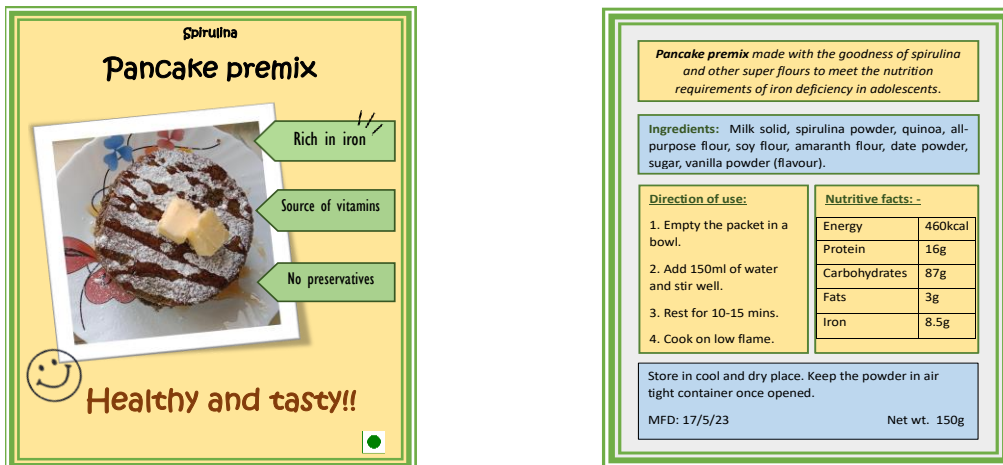 Spirulina
Pancake premix
Rich in iron
Source of vitamins
No preservatives
Healthy and tasty!!
Pancake premix made with the goodness of spirulina
and other super flours to meet the nutrition
requirements of iron deficiency in adolescents.
Ingredients: Milk solid, spirulina powder, quinoa, all-
purpose flour, soy flour, amaranth flour, date powder,
sugar, vanilla powder (flavour).
Direction of use:
1. Empty the packet in a
bowl.
2. Add 150ml of water
and stir well.
3. Rest for 10-15 mins.
4. Cook on low flame.
Nutritive facts: -
Energy 460kcal
Protein 16g
Carbohydrates 87g
Fats 3g
Iron 8.5g
Store in cool and dry place. Keep the powder in air
tight container once opened.
MFD: 17/5/23 Net wt. 150g